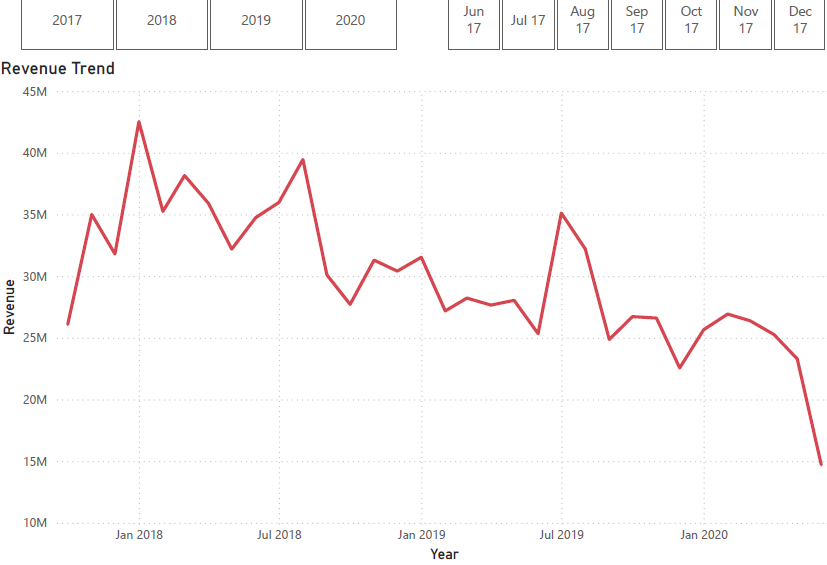 2017 2018 2019 2020 Jun 17 Jul 17 Aug 17 Sep 17 Oct 17 Nov 17 Dec 17
Revenue Trend
45M
40M
35M
30M
25M
20M
15M
10M
Revenue
Jan 2018 Jul 2018 Jan 2019 Jul 2019 Jan 2020
Year